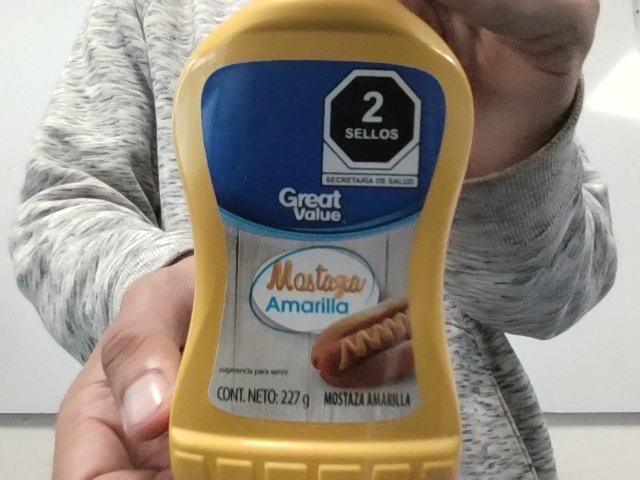 2
SELLOS
SECRETARÍA DE SALUD
Great
Value
Mostaza
Amarilla
sugerencia para servir
CONT. NETO: 227 g MOSTAZA AMARILLA